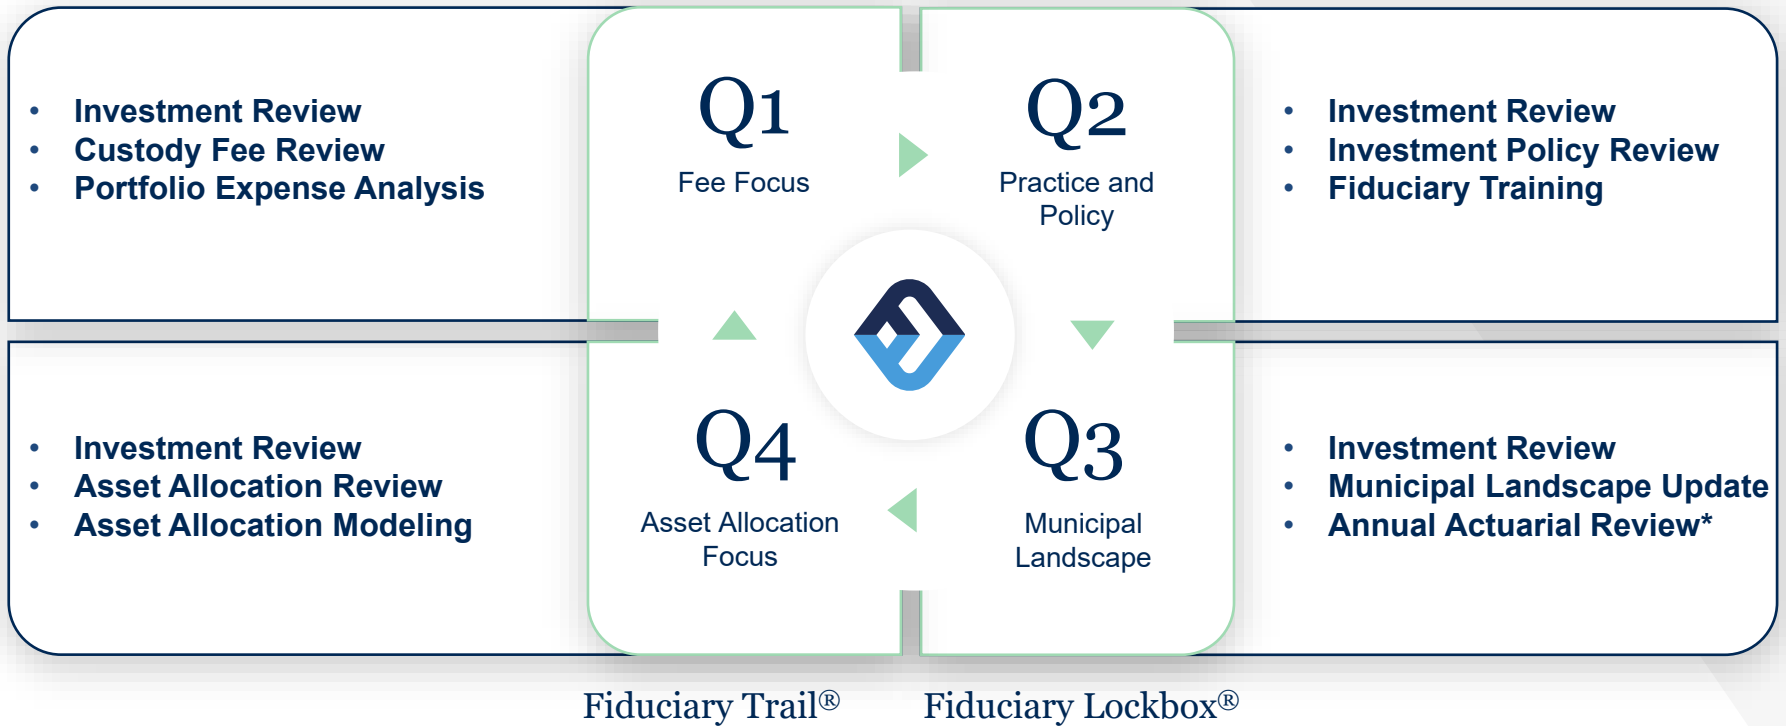 • Investment Review
• Custody Fee Review
• Portfolio Expense Analysis
Q1
Fee Focus
Q2
Practice and
Policy
• Investment Review
• Investment Policy Review
• Fiduciary Training
• Investment Review
• Asset Allocation Review
• Asset Allocation Modeling
Q4
Asset Allocation
Focus
Q3
Municipal
Landscape
• Investment Review
• Municipal Landscape Update
• Annual Actuarial Review*
Fiduciary Trail® Fiduciary Lockbox®